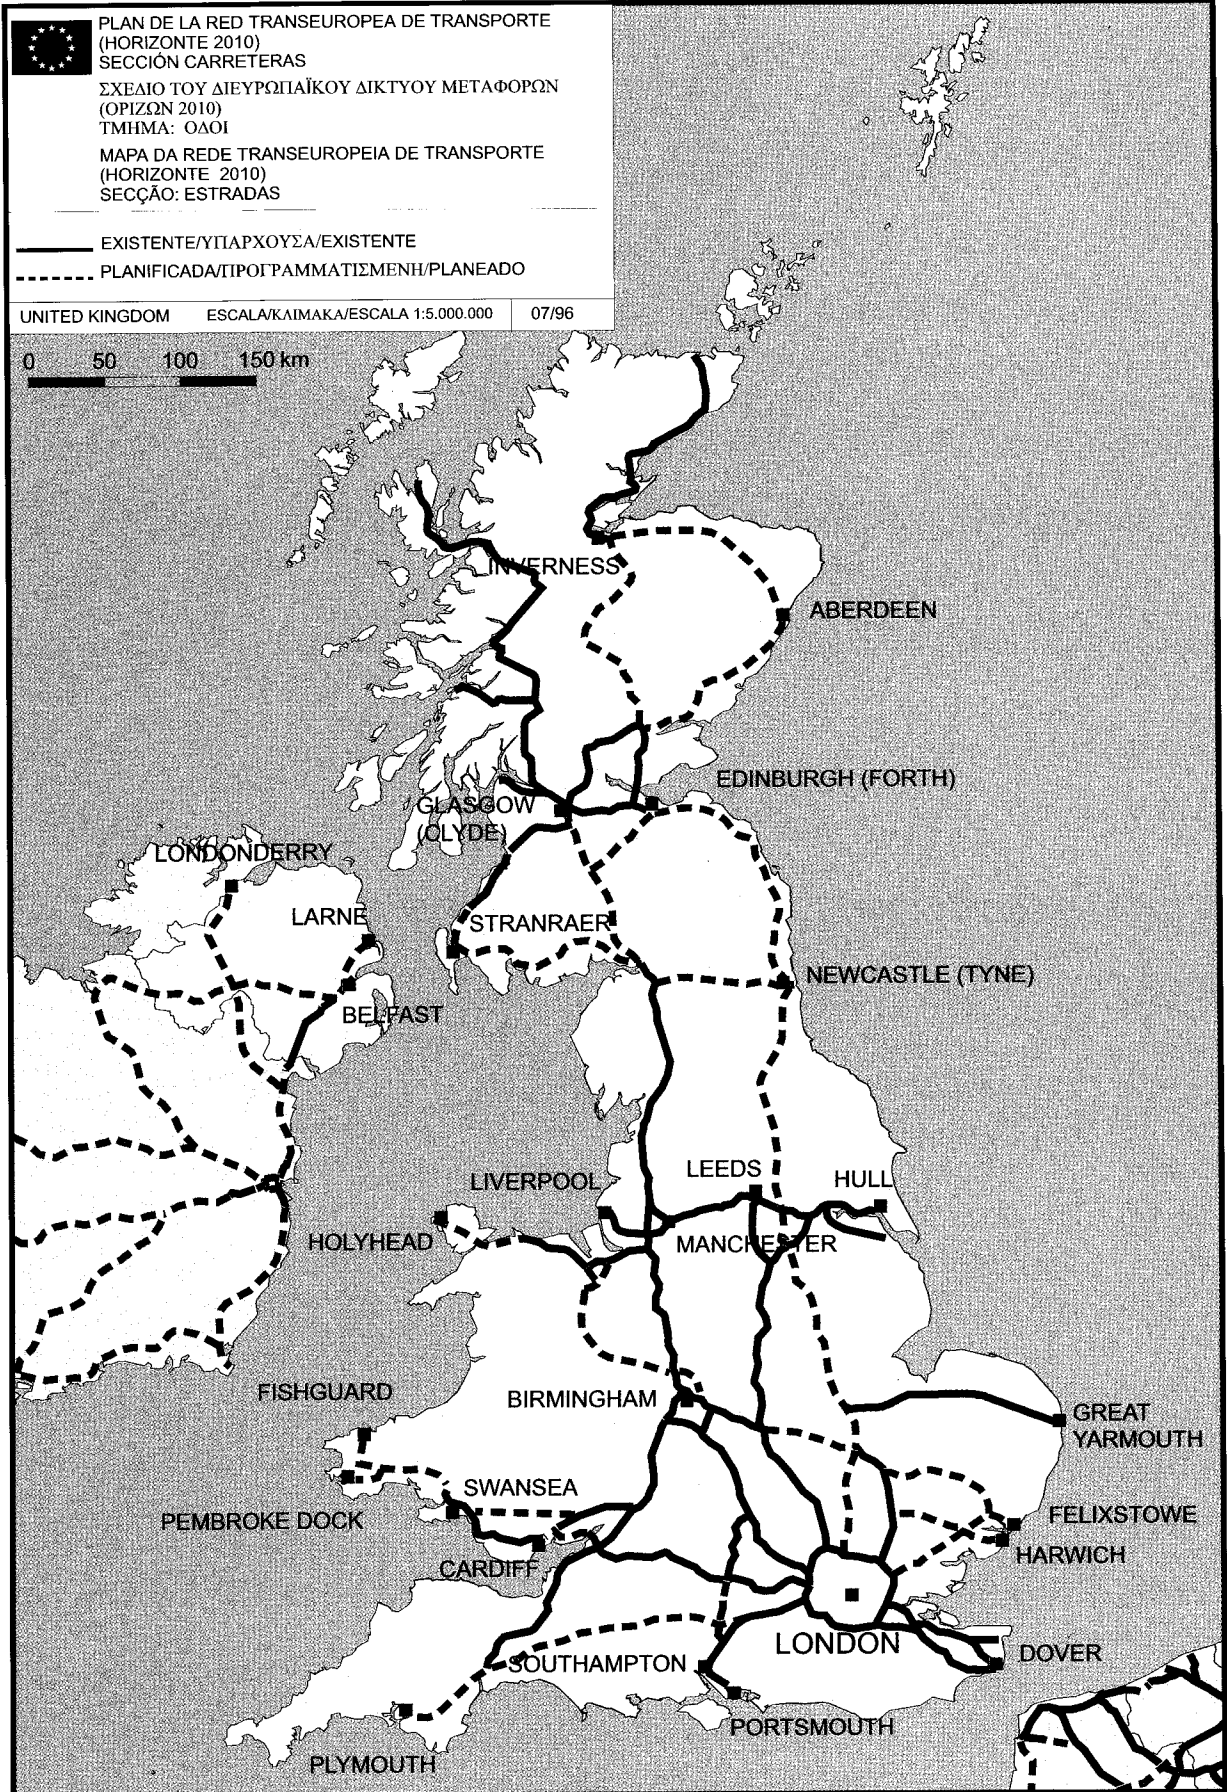 PLAN DE LA RED TRANSEUROPEA DE TRANSPORTE
(HORIZONTE 2010)
SECCIÓN CARRETERAS
ΣΧΕΔΙΟ ΤΟΥ ΔΙΕΥΡΩΠΑΪΚΟΥ ΔΙΚΤΥΟΥ ΜΕΤΑΦΟΡΩΝ
(ΟΡΙΖΩΝ 2010)
ΤΜΗΜΑ: ΟΔΟΙ
MAPA DA REDE TRANSEUROPEIA DE TRANSPORTE
(HORIZONTE 2010)
SECÇÃO: ESTRADAS
EXISTENTE/ΥΠΑΡΧΟΥΣΑ/EXISTENTE
PLANIFICADA/ΠΡΟΓΡΑΜΜΑΤΙΣΜΕΝΗ/PLANEADO
UNITED KINGDOM ESCALA/ΚΛΙΜΑΚΑ/ESCALA 1:5.000.000 07/96
0 50 100 150 km
INVERNESS
ABERDEEN
EDINBURGH (FORTH)
GLASGOW
(CLYDE)
LONDONDERRY
LARNE
STRANRAER
NEWCASTLE (TYNE)
BELFAST
LEEDS
HULL
LIVERPOOL
HOLYHEAD
MANCHESTER
FISHGUARD
BIRMINGHAM
GREAT
YARMOUTH
SWANSEA
PEMBROKE DOCK
FELIXSTOWE
HARWICH
CARDIFF
LONDON
DOVER
SOUTHAMPTON
PORTSMOUTH
PLYMOUTH